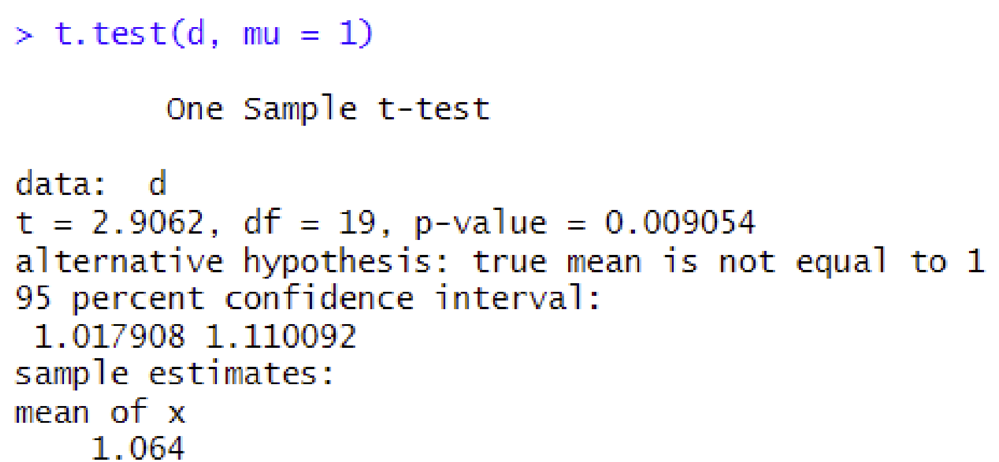 > t.test(d, mu = 1)
One Sample t-test
data:  d
t = 2.9062, df = 19, p-value = 0.009054
alternative hypothesis: true mean is not equal to 1
95 percent confidence interval:
1.017908 1.110092
sample estimates:
mean of x
1.064